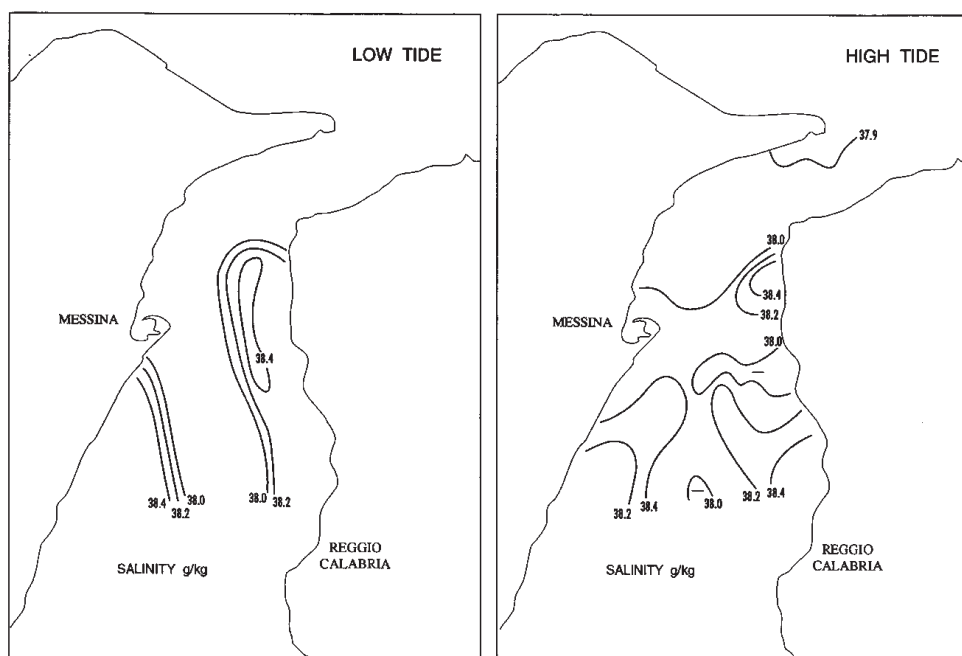 LOW TIDE
MESSINA
38.4
38.4
38.2
38.0
38.0
38.2
REGGIO
CALABRIA
SALINITY g/kg
HIGH TIDE
37.9
38.0
38.4
38.2
MESSINA
38.0
38.2
38.4
38.0
38.2
38.4
REGGIO
CALABRIA
SALINITY g/kg